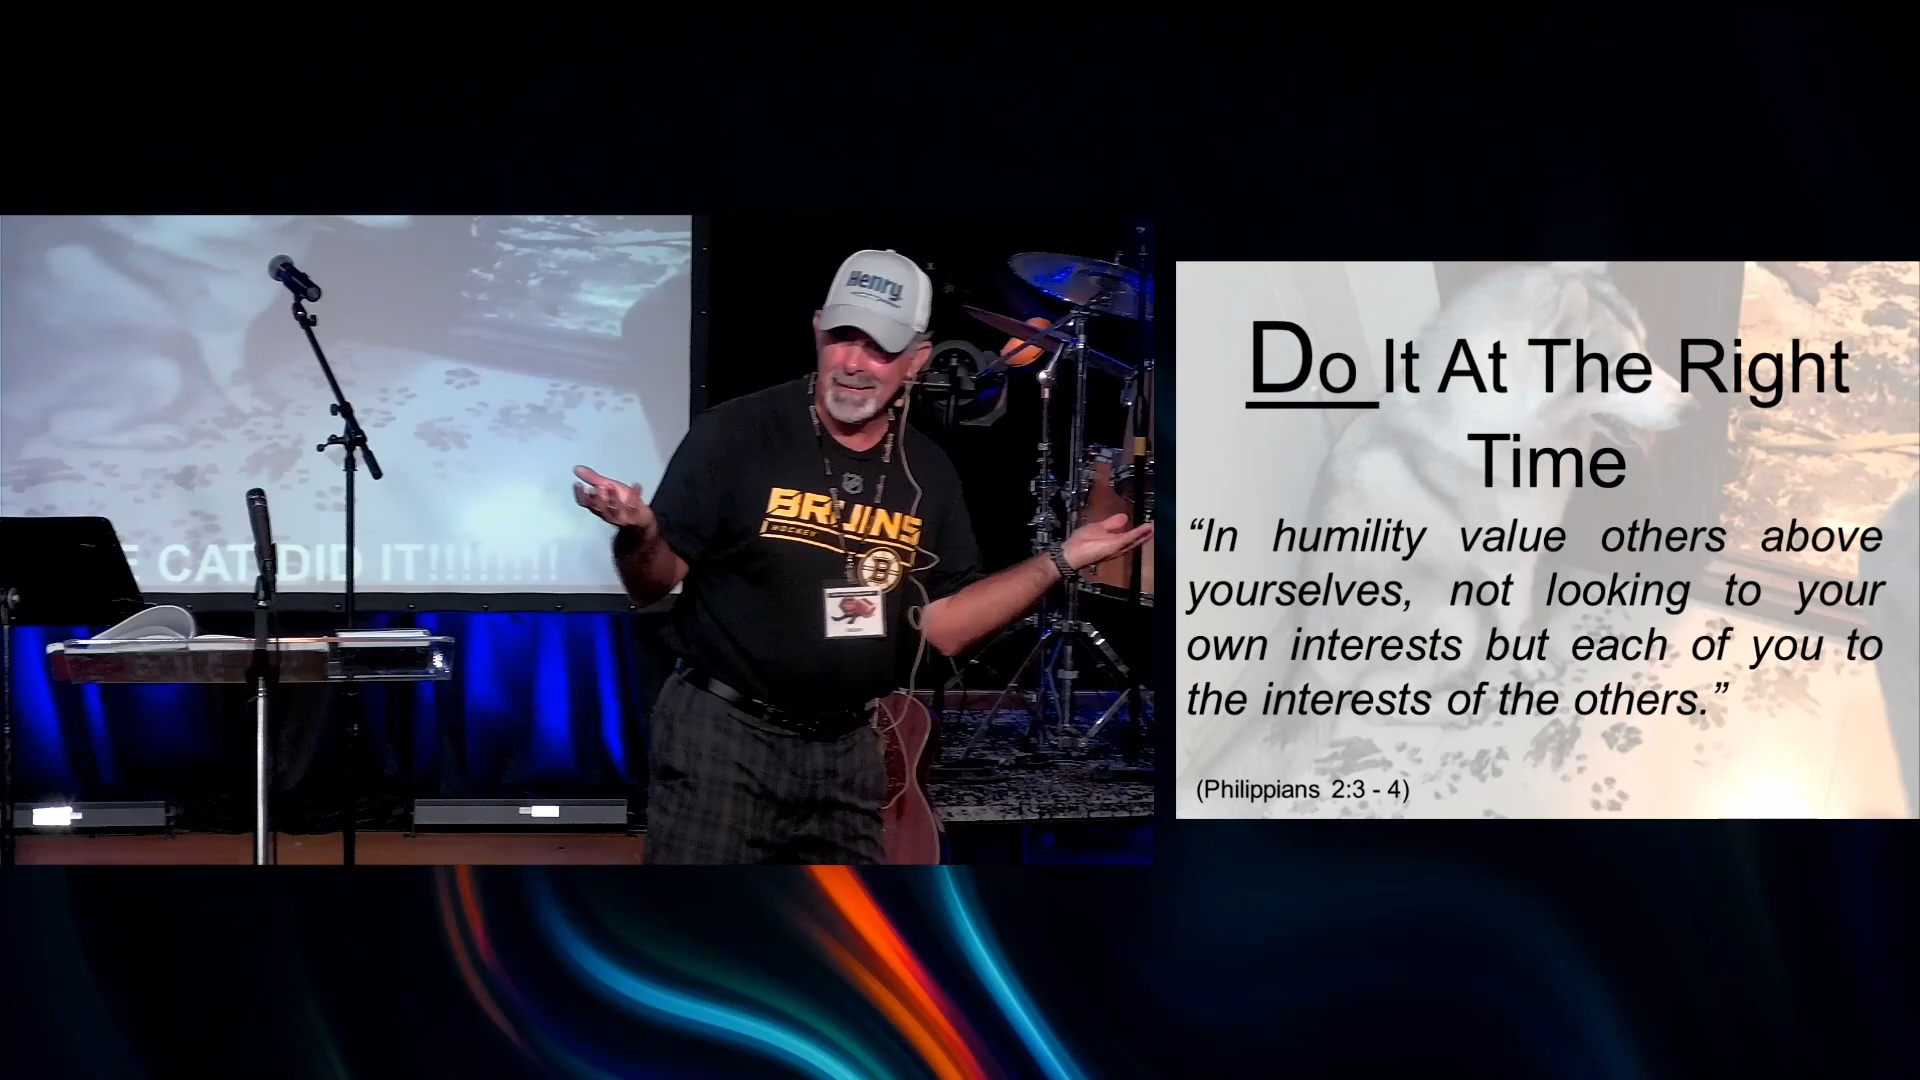 Henry
BRUINS
HOCKEY
B
CAT DID IT!!!!!!!!
Do It At The Right
Time
“In humility value others above
yourselves, not looking to your
own interests but each of you to
the interests of the others.”
(Philippians 2:3 - 4)